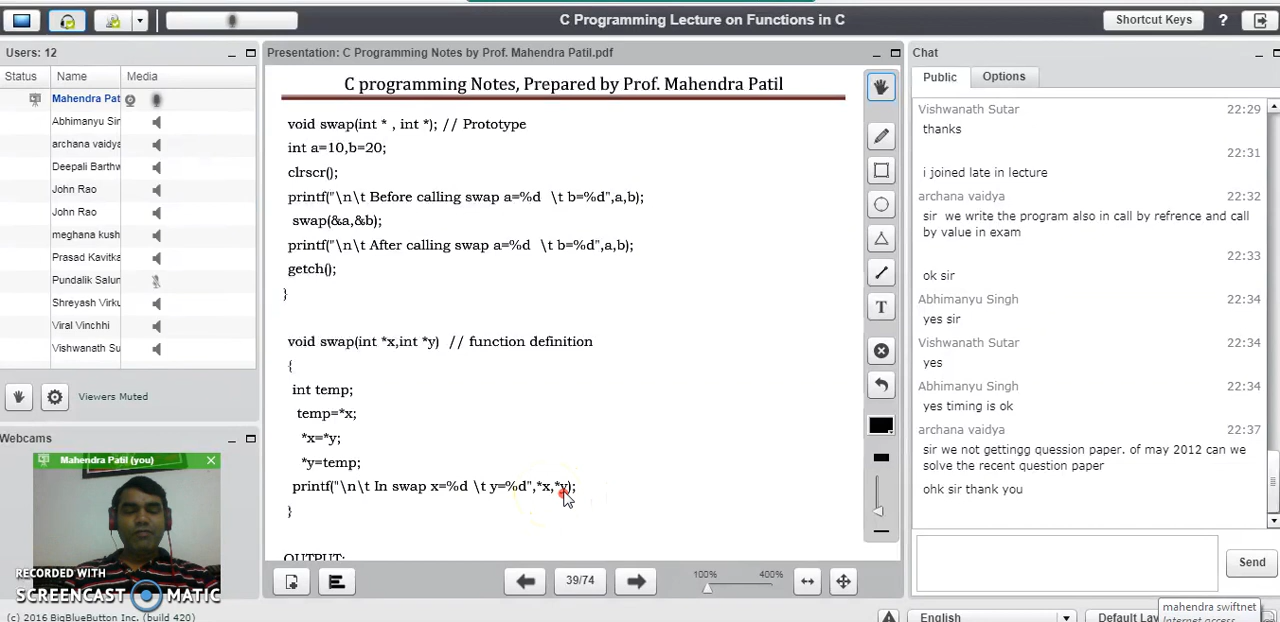 C Programming Lecture on Functions in C
Shortcut Keys
?
Users: 12
Status Name Media
Mahendra Pat
Abhimanyu Sir
archana vaidya
Deepali Barthw
John Rao
John Rao
meghana kush
Prasad Kavitka
Pundalik Salun
Shreyash Virku
Viral Vinchhi
Vishwanath Su
Viewers Muted
Webcams
Mahendra Patil (you)
RECORDED WITH
SCREENCAST MATIC
(c) 2016 BigBlueButton Inc. (build 420)
Presentation: C Programming Notes by Prof. Mahendra Patil.pdf
C programming Notes, Prepared by Prof. Mahendra Patil
void swap(int * , int *); // Prototype
int a=10,b=20;
clrscr();
printf("\n\t Before calling swap a=%d \t b=%d",a,b);
swap(&a,&b);
printf("\n\t After calling swap a=%d \t b=%d",a,b);
getch();
}
void swap(int *x,int *y) // function definition
{
int temp;
temp=*x;
*x=*y;
*y=temp;
printf("\n\t In swap x=%d \t y=%d",*x,*y);
}
OUTPUT:
T
39/74
100% 400%
Chat
Public Options
Vishwanath Sutar 22:29
thanks
22:31
i joined late in lecture
archana vaidya 22:32
sir we write the program also in call by refrence and call
by value in exam
22:33
ok sir
Abhimanyu Singh 22:34
yes sir
Vishwanath Sutar 22:34
yes
Abhimanyu Singh 22:34
yes timing is ok
archana vaidya 22:37
sir we not gettingg quession paper. of may 2012 can we
solve the recent question paper
ohk sir thank you
Send
English
Default Lay
mahendra swiftnet
Internet access